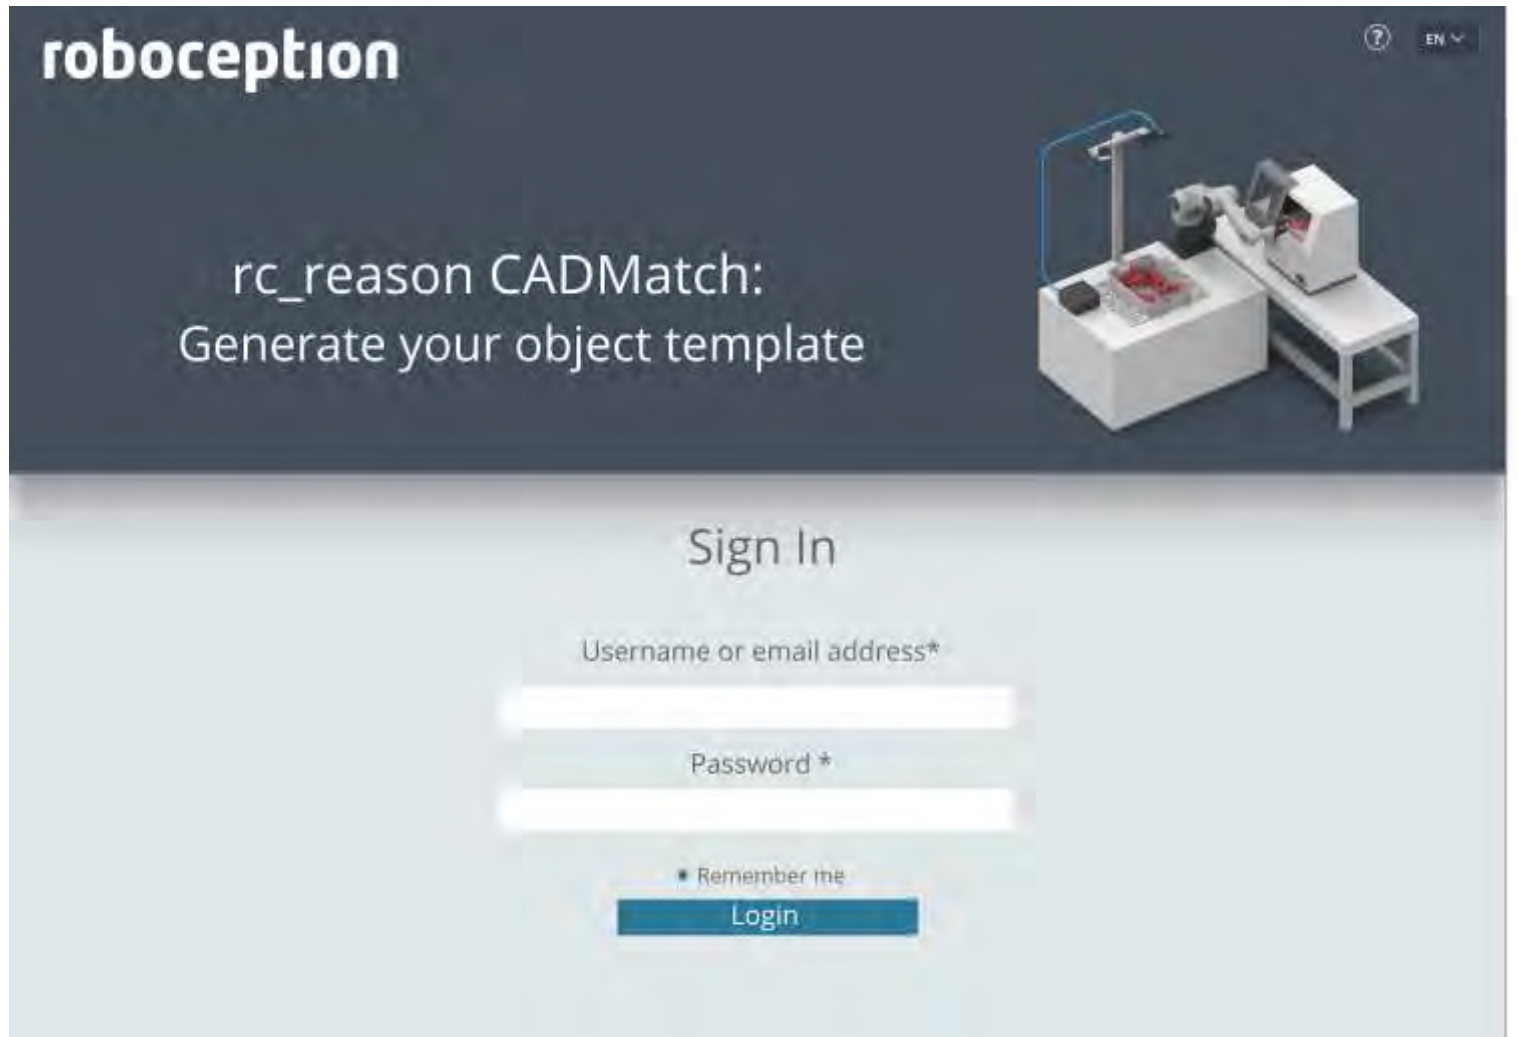 roboception
?
EN
rc_reason CADMatch:
Generate your object template
Sign In
Username or email address*
Password *
Remember me
Login